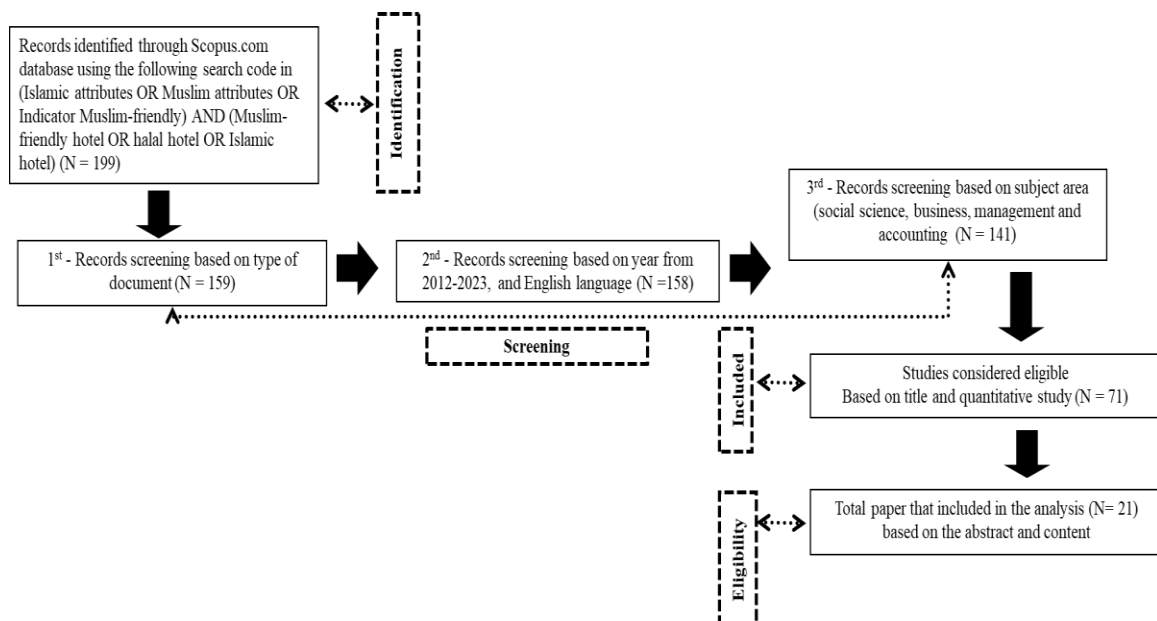 Records identified through Scopus.com
database using the following search code in
(Islamic attributes OR Muslim attributes OR
Indicator Muslim-friendly) AND (Muslim-
friendly hotel OR halal hotel OR Islamic
hotel) (N = 199)
Identification
1st - Records screening based on type of
document (N = 159)
2nd - Records screening based on year from
2012-2023, and English language (N =158)
3rd - Records screening based on subject area
(social science, business, management and
accounting (N = 141)
Screening
Included
Studies considered eligible
Based on title and quantitative study (N = 71)
Eligibility
Total paper that included in the analysis (N= 21)
based on the abstract and content